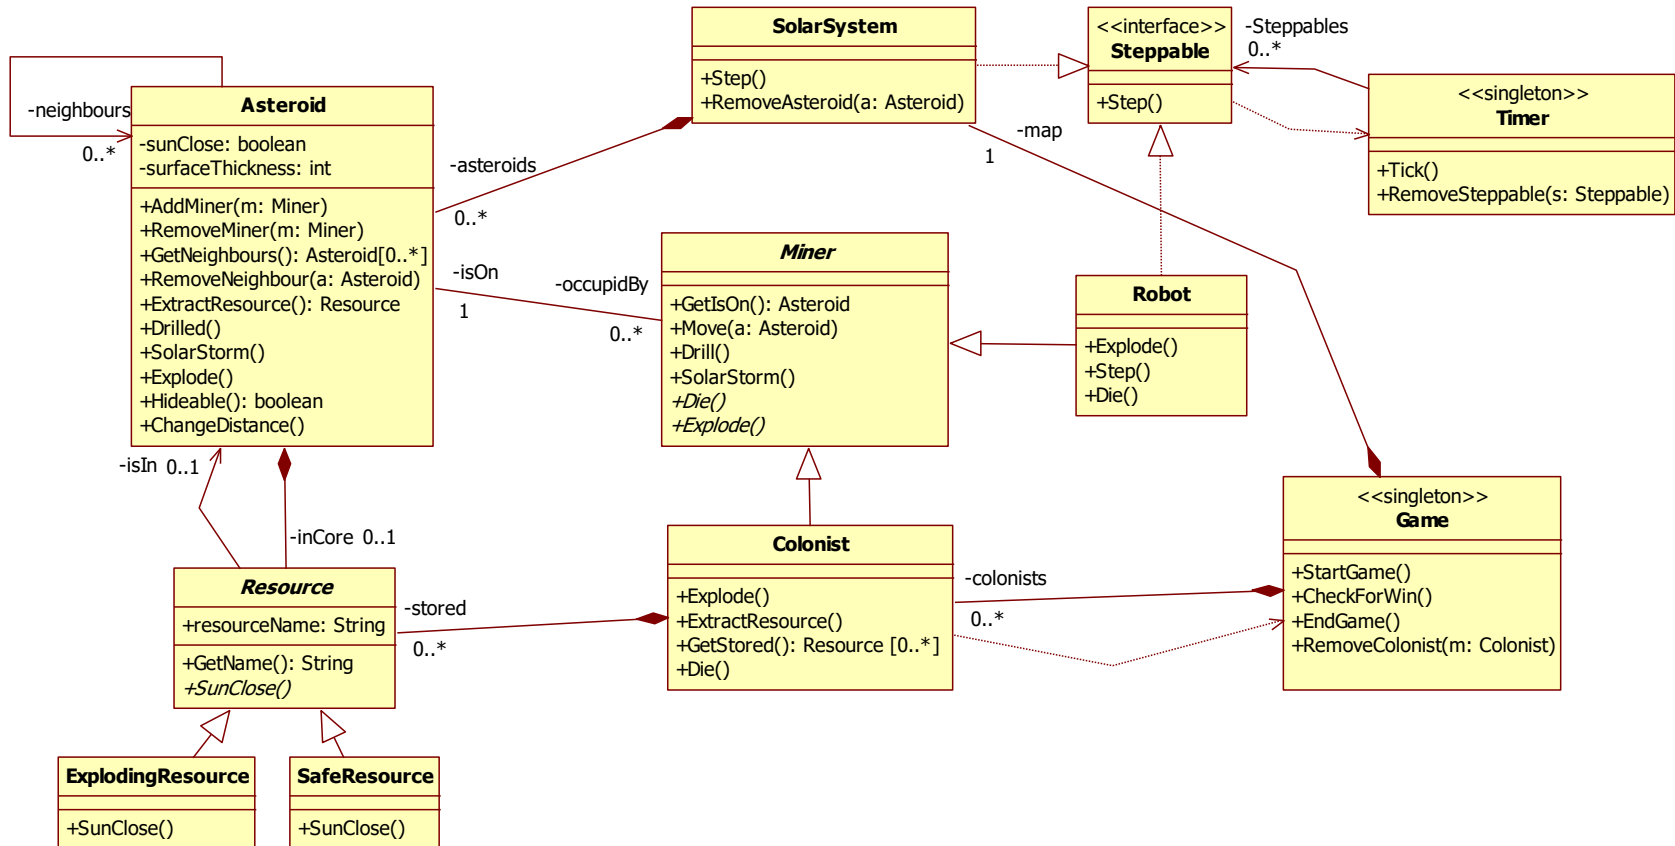 SolarSystem
+Step()
+RemoveAsteroid(a: Asteroid)
<<interface>>
Steppable
+Step()
-Steppables
0..*
<<singleton>>
Timer
+Tick()
+RemoveSteppable(s: Steppable)
-neighbours
0..*
Asteroid
-sunClose: boolean
-surfaceThickness: int
+AddMiner(m: Miner)
+RemoveMiner(m: Miner)
+GetNeighbours(): Asteroid[0..*]
+RemoveNeighbour(a: Asteroid)
+ExtractResource(): Resource
+Drilled()
+SolarStorm()
+Explode()
+Hideable(): boolean
+ChangeDistance()
-asteroids
0..*
-map
1
-isOn
1
-occupidBy
0..*
Miner
+GetIsOn(): Asteroid
+Move(a: Asteroid)
+Drill()
+SolarStorm()
+Die()
+Explode()
Robot
+Explode()
+Step()
+Die()
-isIn 0..1
-inCore 0..1
Resource
+resourceName: String
+GetName(): String
+SunClose()
-stored
0..*
Colonist
+Explode()
+ExtractResource()
+GetStored(): Resource [0..*]
+Die()
-colonists
0..*
<<singleton>>
Game
+StartGame()
+CheckForWin()
+EndGame()
+RemoveColonist(m: Colonist)
ExplodingResource
+SunClose()
SafeResource
+SunClose()